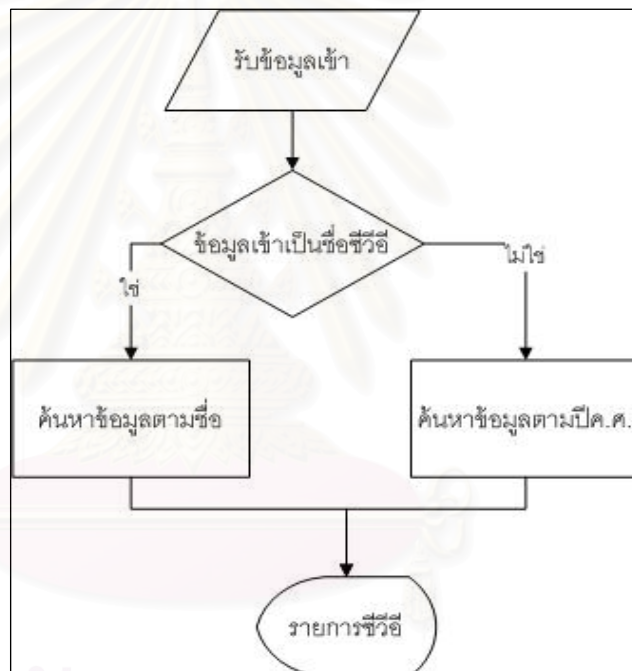 รับข้อมูลเข้า
ข้อมูลเข้าเป็นชื่อซีวีอี
ใช่
ไม่ใช่
ค้นหาข้อมูลตามชื่อ
ค้นหาข้อมูลตามปีค.ศ.
รายการซีวีอี